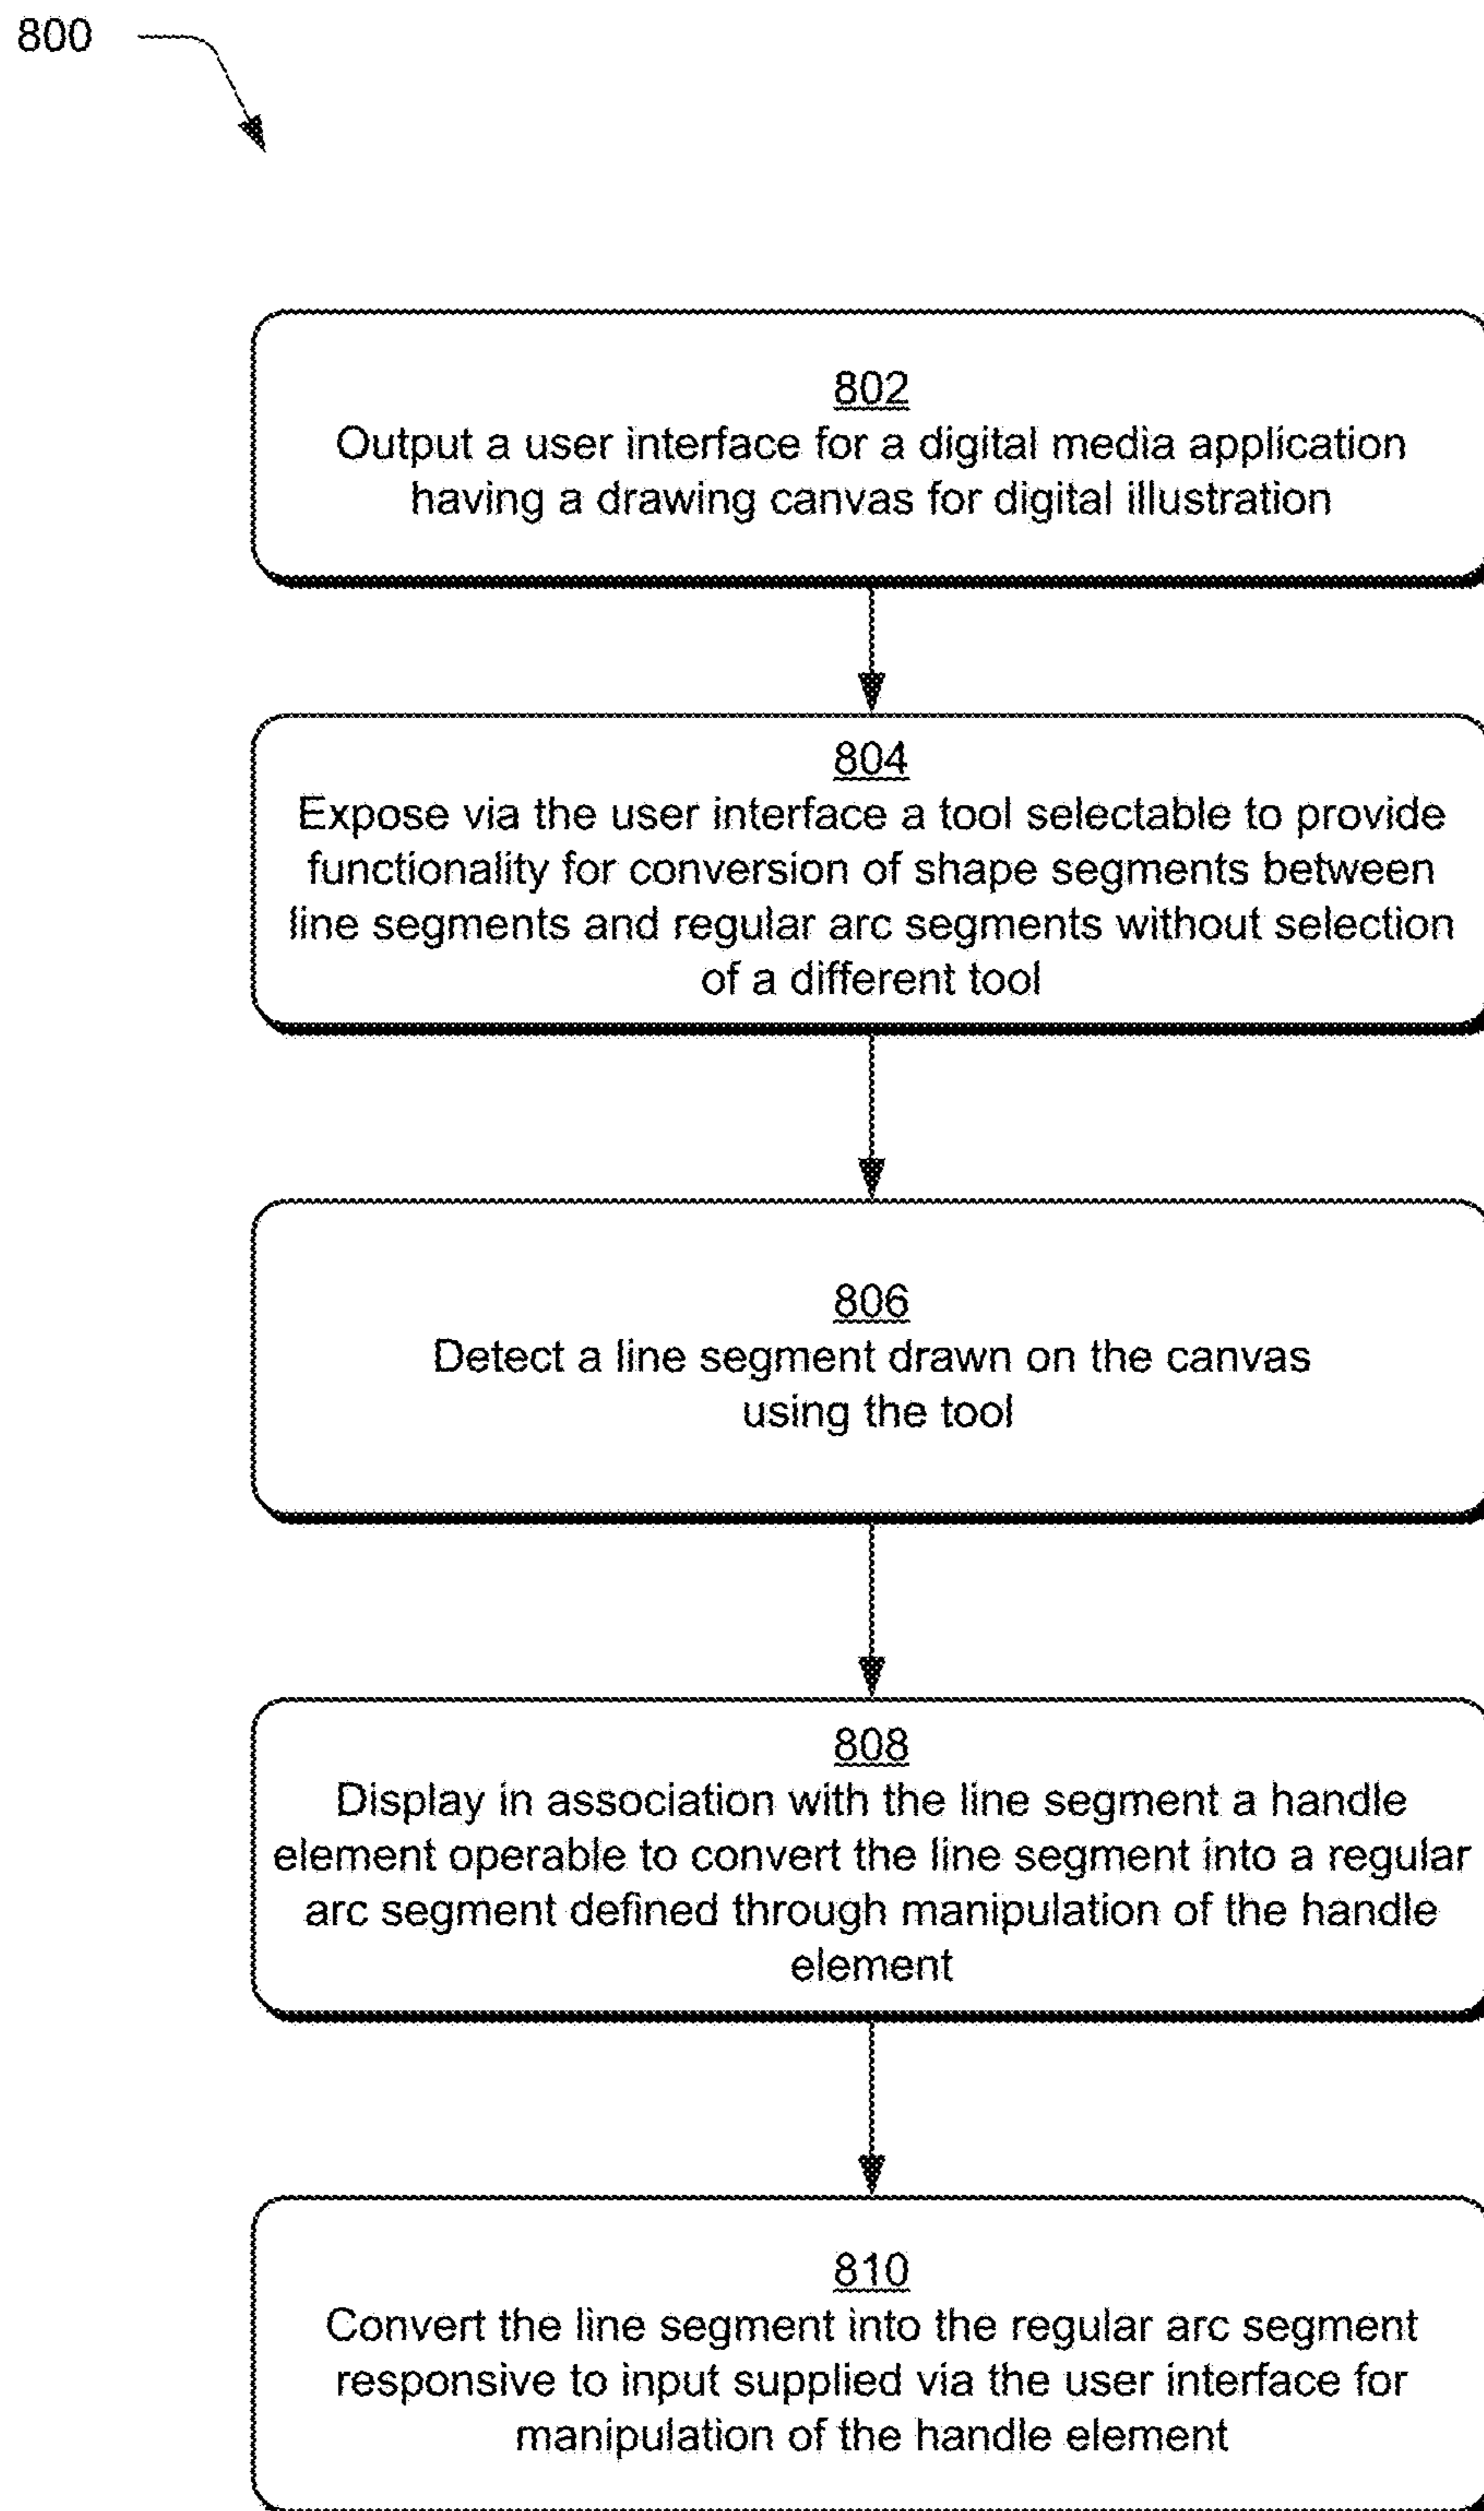 800
802
Output a user interface for a digital media application
having a drawing canvas for digital illustration
804
Expose via the user interface a tool selectable to provide
functionality for conversion of shape segments between
line segments and regular arc segments without selection
of a different tool
806
Detect a line segment drawn on the canvas
using the tool
808
Display in association with the line segment a handle
element operable to convert the line segment into a regular
arc segment defined through manipulation of the handle
element
810
Convert the line segment into the regular arc segment
responsive to input supplied via the user interface for
manipulation of the handle element